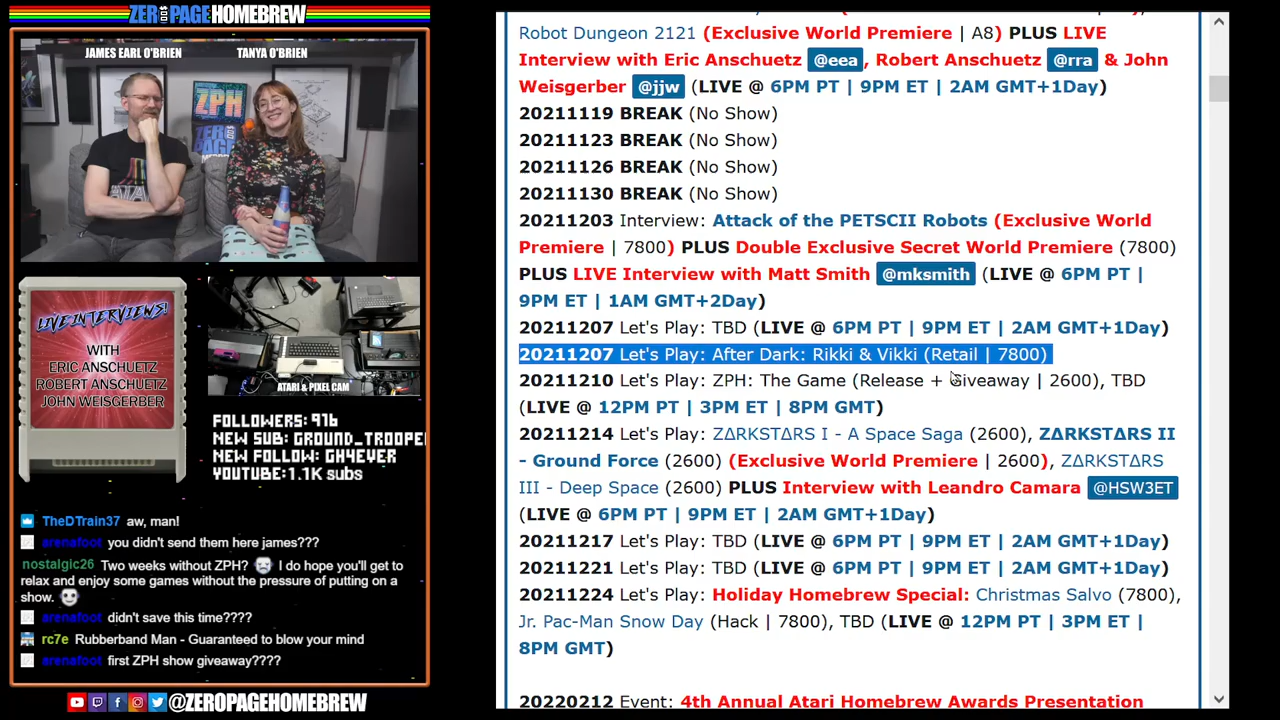 ZERO PAGE HOMEBREW
JAMES EARL O'BRIEN
TANYA O'BRIEN
ZPH
LIVE INTERVIEWS!
WITH
ERIC ANSCHUETZ
ROBERT ANSCHUETZ
JOHN WEISGERBER
ATARI & PIXEL CAM
FOLLOWERS: 916
NEW SUB: GROUND_TROOPE
NEW FOLLOW: GH4EVER
YOUTUBE: 1.1K subs
TheDTrain37 aw, man!
arenafoot you didn't send them here james???
nostalgic26 Two weeks without ZPH? I do hope you'll get to
relax and enjoy some games without the pressure of putting on a
show.
arenafoot didn't save this time????
rc7e Rubberband Man - Guaranteed to blow your mind
arenafoot first ZPH show giveaway????
@ZEROPAGEHOMEBREW
Robot Dungeon 2121 (Exclusive World Premiere | A8) PLUS LIVE
Interview with Eric Anschuetz @eea, Robert Anschuetz @rra & John
Weisgerber @jjw (LIVE @ 6PM PT | 9PM ET | 2AM GMT+1Day)
20211119 BREAK (No Show)
20211123 BREAK (No Show)
20211126 BREAK (No Show)
20211130 BREAK (No Show)
20211203 Interview: Attack of the PETSCII Robots (Exclusive World
Premiere | 7800) PLUS Double Exclusive Secret World Premiere (7800)
PLUS LIVE Interview with Matt Smith @mksmith (LIVE @ 6PM PT |
9PM ET | 1AM GMT+2Day)
20211207 Let's Play: TBD (LIVE @ 6PM PT | 9PM ET | 2AM GMT+1Day)
20211207 Let's Play: After Dark: Rikki & Vikki (Retail | 7800)
20211210 Let's Play: ZPH: The Game (Release + Giveaway | 2600), TBD
(LIVE @ 12PM PT | 3PM ET | 8PM GMT)
20211214 Let's Play: ZΔRKSTΔRS I - A Space Saga (2600), ZΔRKSTΔRS II
- Ground Force (2600) (Exclusive World Premiere | 2600), ZΔRKSTΔRS
III - Deep Space (2600) PLUS Interview with Leandro Camara @HSW3ET
(LIVE @ 6PM PT | 9PM ET | 2AM GMT+1Day)
20211217 Let's Play: TBD (LIVE @ 6PM PT | 9PM ET | 2AM GMT+1Day)
20211221 Let's Play: TBD (LIVE @ 6PM PT | 9PM ET | 2AM GMT+1Day)
20211224 Let's Play: Holiday Homebrew Special: Christmas Salvo (7800),
Jr. Pac-Man Snow Day (Hack | 7800), TBD (LIVE @ 12PM PT | 3PM ET |
8PM GMT)
20220212 Event: 4th Annual Atari Homebrew Awards Presentation